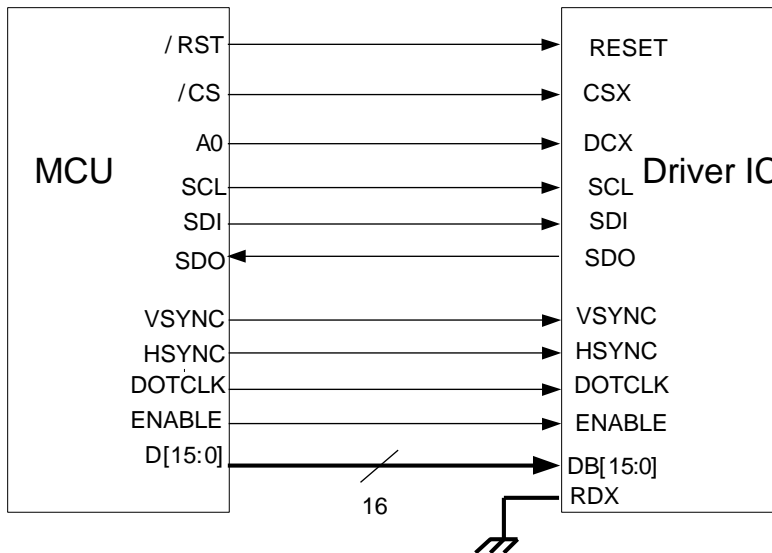 /RST RESET
/CS CSX
A0 DCX
MCU Driver IC
SCL SCL
SDI SDI
SDO SDO
VSYNC VSYNC
HSYNC HSYNC
DOTCLK DOTCLK
ENABLE ENABLE
D[15:0] DB[15:0]
16 RDX